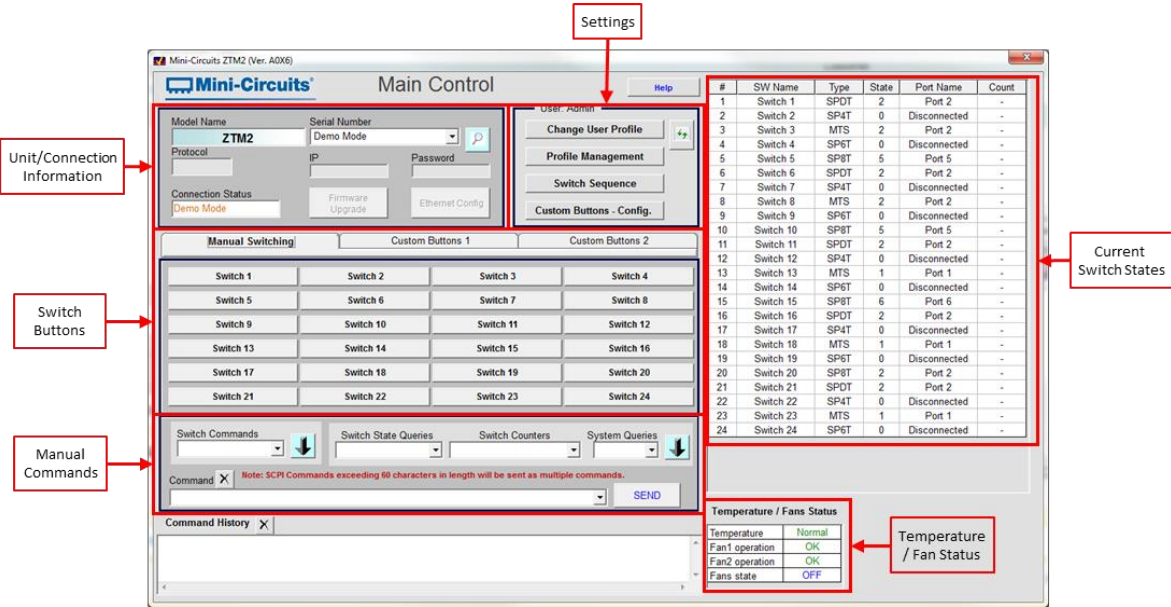 Settings
Mini-Circuits ZTM2 (Ver. A0X6)
Mini-Circuits®
Main Control
Help
Unit/Connection
Information
Model Name
Serial Number
ZTM2
Demo Mode
Protocol
IP
Password
Connection Status
Demo Mode
Firmware
Upgrade
Ethernet Config
User: Admin
Change User Profile
Profile Management
Switch Sequence
Custom Buttons - Config.
Manual Switching Custom Buttons 1 Custom Buttons 2
Switch
Buttons
Switch 1 Switch 2 Switch 3 Switch 4
Switch 5 Switch 6 Switch 7 Switch 8
Switch 9 Switch 10 Switch 11 Switch 12
Switch 13 Switch 14 Switch 15 Switch 16
Switch 17 Switch 18 Switch 19 Switch 20
Switch 21 Switch 22 Switch 23 Switch 24
Manual
Commands
Switch Commands Switch State Queries Switch Counters System Queries
Command X Note: SCPI Commands exceeding 60 characters in length will be sent as multiple commands.
SEND
Command History X
# SW Name Type State Port Name Count
1 Switch 1 SPDT 2 Port 2 -
2 Switch 2 SP4T 0 Disconnected -
3 Switch 3 MTS 2 Port 2 -
4 Switch 4 SP6T 0 Disconnected -
5 Switch 5 SP8T 5 Port 5 -
6 Switch 6 SPDT 2 Port 2 -
7 Switch 7 SP4T 0 Disconnected -
8 Switch 8 MTS 2 Port 2 -
9 Switch 9 SP6T 0 Disconnected -
10 Switch 10 SP8T 5 Port 5 -
11 Switch 11 SPDT 2 Port 2 -
12 Switch 12 SP4T 0 Disconnected -
13 Switch 13 MTS 1 Port 1 -
14 Switch 14 SP6T 0 Disconnected -
15 Switch 15 SP8T 6 Port 6 -
16 Switch 16 SPDT 2 Port 2 -
17 Switch 17 SP4T 0 Disconnected -
18 Switch 18 MTS 1 Port 1 -
19 Switch 19 SP6T 0 Disconnected -
20 Switch 20 SP8T 2 Port 2 -
21 Switch 21 SPDT 2 Port 2 -
22 Switch 22 SP4T 0 Disconnected -
23 Switch 23 MTS 1 Port 1 -
24 Switch 24 SP6T 0 Disconnected -
Current
Switch States
Temperature / Fans Status
Temperature Normal
Fan1 operation OK
Fan2 operation OK
Fans state OFF
Temperature
/ Fan Status